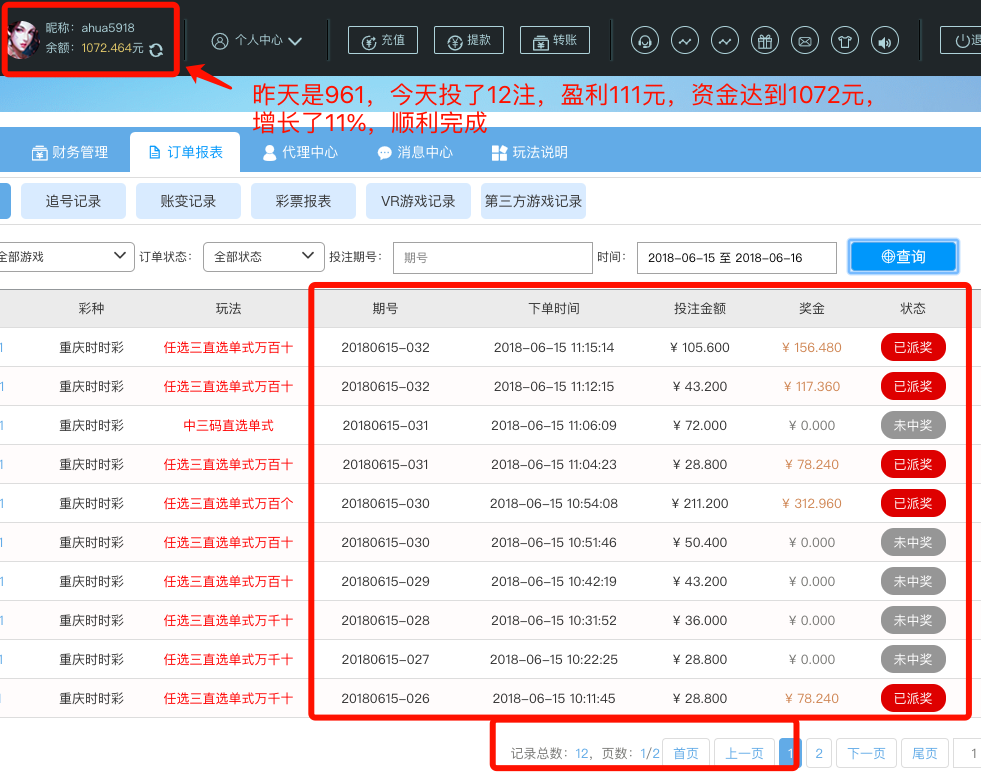 昵称： ahua5918
余额：1072.464元
个人中心
充值
提款
转账
退
昨天是961，今天投了12注，盈利111元，资金达到1072元，
增长了11%，顺利完成
财务管理 订单报表 代理中心 消息中心 玩法说明
追号记录 账变记录 彩票报表 VR游戏记录 第三方游戏记录
全部游戏 订单状态： 全部状态 投注期号： 期号 时间： 2018-06-15 至 2018-06-16 查询
彩种 玩法 期号 下单时间 投注金额 奖金 状态
1 重庆时时彩 任选三直选单式万百十 20180615-032 2018-06-15 11:15:14 ¥ 105.600 ¥ 156.480 已派奖
1 重庆时时彩 任选三直选单式万百十 20180615-032 2018-06-15 11:12:15 ¥ 43.200 ¥ 117.360 已派奖
1 重庆时时彩 中三码直选单式 20180615-031 2018-06-15 11:06:09 ¥ 72.000 ¥ 0.000 未中奖
1 重庆时时彩 任选三直选单式万百十 20180615-031 2018-06-15 11:04:23 ¥ 28.800 ¥ 78.240 已派奖
1 重庆时时彩 任选三直选单式万百个 20180615-030 2018-06-15 10:54:08 ¥ 211.200 ¥ 312.960 已派奖
1 重庆时时彩 任选三直选单式万百十 20180615-030 2018-06-15 10:51:46 ¥ 50.400 ¥ 0.000 未中奖
1 重庆时时彩 任选三直选单式万百十 20180615-029 2018-06-15 10:42:19 ¥ 43.200 ¥ 0.000 未中奖
1 重庆时时彩 任选三直选单式万千十 20180615-028 2018-06-15 10:31:52 ¥ 36.000 ¥ 0.000 未中奖
1 重庆时时彩 任选三直选单式万千十 20180615-027 2018-06-15 10:22:25 ¥ 28.800 ¥ 0.000 未中奖
重庆时时彩 任选三直选单式万千十 20180615-026 2018-06-15 10:11:45 ¥ 28.800 ¥ 78.240 已派奖
记录总数：12，页数：1/2 首页 上一页 1 2 下一页 尾页 1